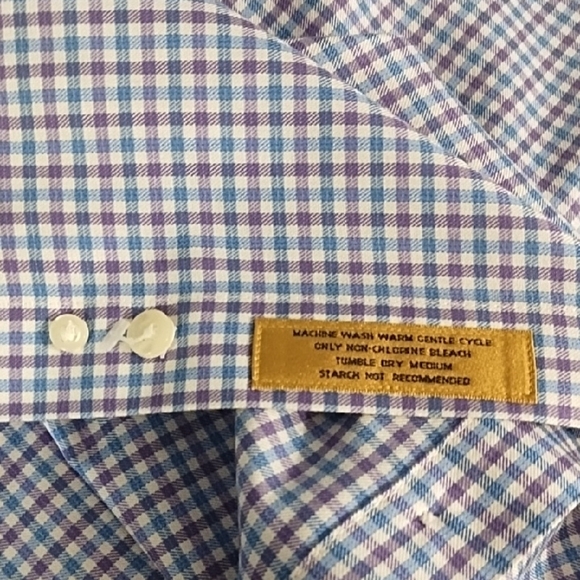 MACHINE WASH WARM GENTLE CYCLE
ONLY NON-CHLORINE BLEACH
TUMBLE DRY MEDIUM
STARCH NOT RECOMMENDED